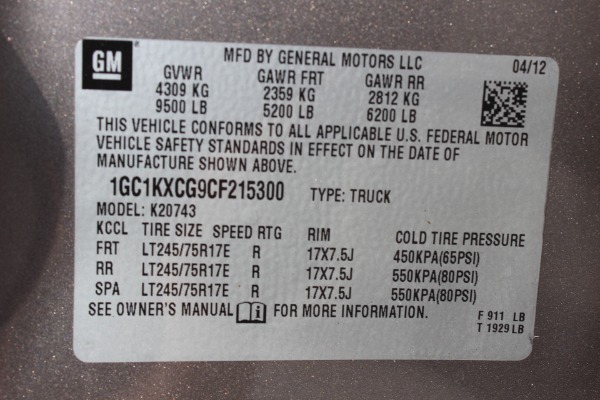 GM
MFD BY GENERAL MOTORS LLC 04/12
GVWR GAWR FRT GAWR RR
4309 KG 2359 KG 2812 KG
9500 LB 5200 LB 6200 LB
THIS VEHICLE CONFORMS TO ALL APPLICABLE U.S. FEDERAL MOTOR
VEHICLE SAFETY STANDARDS IN EFFECT ON THE DATE OF
MANUFACTURE SHOWN ABOVE.
1GC1KXCG9CF215300 TYPE: TRUCK
MODEL: K20743
KCCL TIRE SIZE SPEED RTG RIM COLD TIRE PRESSURE
FRT LT245/75R17E R 17X7.5J 450KPA(65PSI)
RR LT245/75R17E R 17X7.5J 550KPA(80PSI)
SPA LT245/75R17E R 17X7.5J 550KPA(80PSI)
SEE OWNER'S MANUAL i FOR MORE INFORMATION.
F 911 LB
T 1929 LB